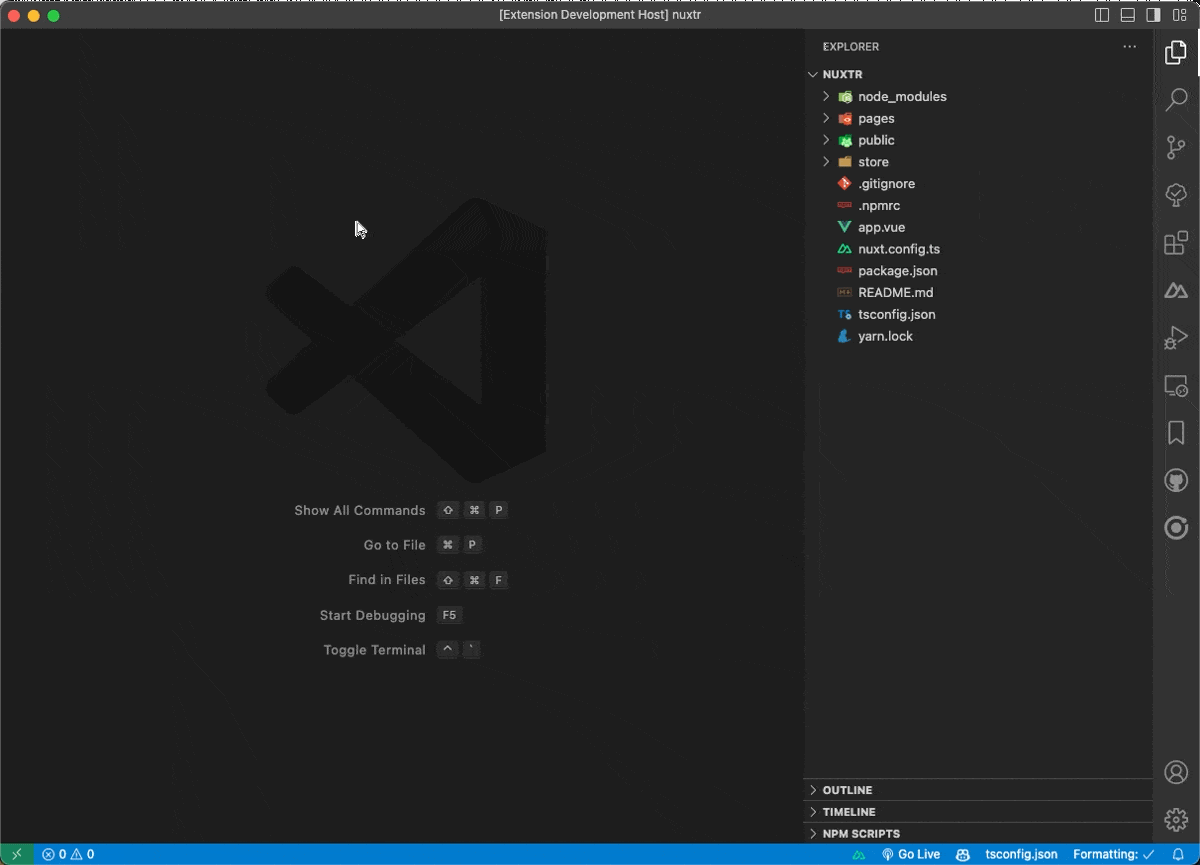 [Extension Development Host] nuxtr
EXPLORER
NUXTR
node_modules
pages
public
store
.gitignore
.npmrc
app.vue
nuxt.config.ts
package.json
README.md
tsconfig.json
yarn.lock
Show All Commands ⇧ ⌘ P
Go to File ⌘ P
Find in Files ⇧ ⌘ F
Start Debugging F5
Toggle Terminal ^ `
OUTLINE
TIMELINE
NPM SCRIPTS
0 0 Go Live tsconfig.json Formatting: ✓